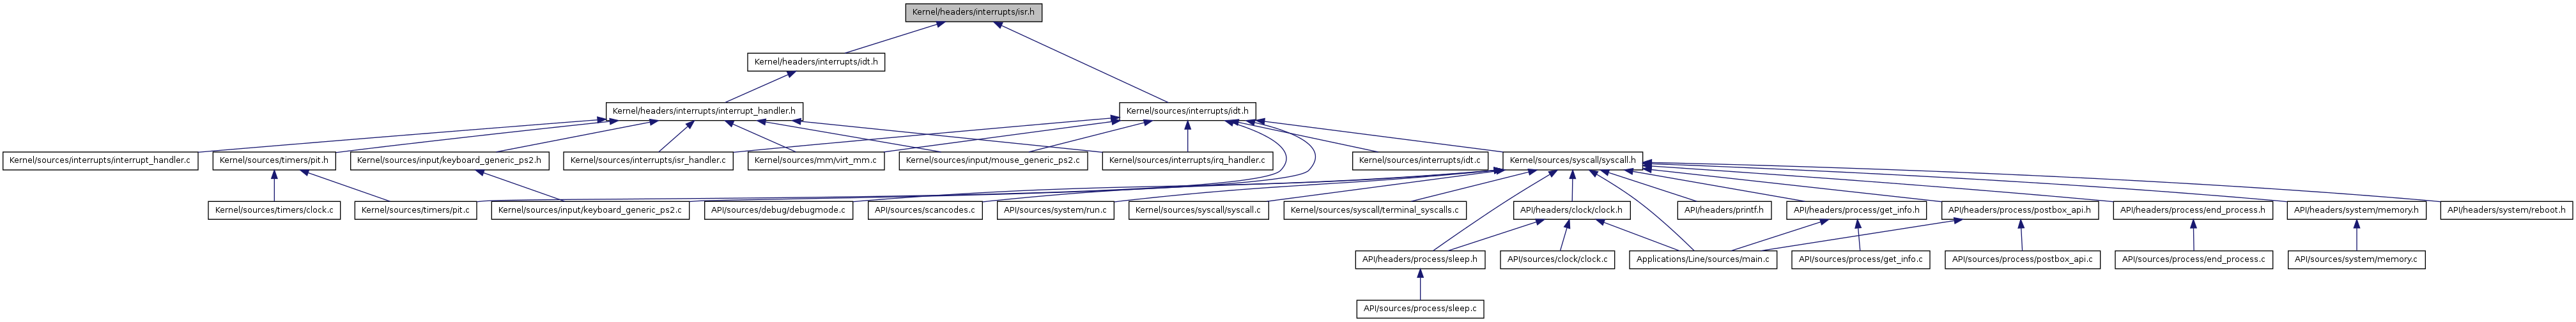 Kernel/headers/interrupts/isr.h
Kernel/headers/interrupts/idt.h
Kernel/headers/interrupts/interrupt_handler.h
Kernel/sources/interrupts/idt.h
Kernel/sources/interrupts/interrupt_handler.c
Kernel/sources/timers/pit.h
Kernel/sources/input/keyboard_generic_ps2.h
Kernel/sources/interrupts/isr_handler.c
Kernel/sources/mm/virt_mm.c
Kernel/sources/input/mouse_generic_ps2.c
Kernel/sources/interrupts/irq_handler.c
Kernel/sources/interrupts/idt.c
Kernel/sources/syscall/syscall.h
Kernel/sources/timers/clock.c
Kernel/sources/timers/pit.c
Kernel/sources/input/keyboard_generic_ps2.c
API/sources/debug/debugmode.c
API/sources/scancodes.c
API/sources/system/run.c
Kernel/sources/syscall/syscall.c
Kernel/sources/syscall/terminal_syscalls.c
API/headers/clock/clock.h
API/headers/printf.h
API/headers/process/get_info.h
API/headers/process/postbox_api.h
API/headers/process/end_process.h
API/headers/system/memory.h
API/headers/system/reboot.h
API/headers/process/sleep.h
API/sources/clock/clock.c
Applications/Line/sources/main.c
API/sources/process/get_info.c
API/sources/process/postbox_api.c
API/sources/process/end_process.c
API/sources/system/memory.c
API/sources/process/sleep.c